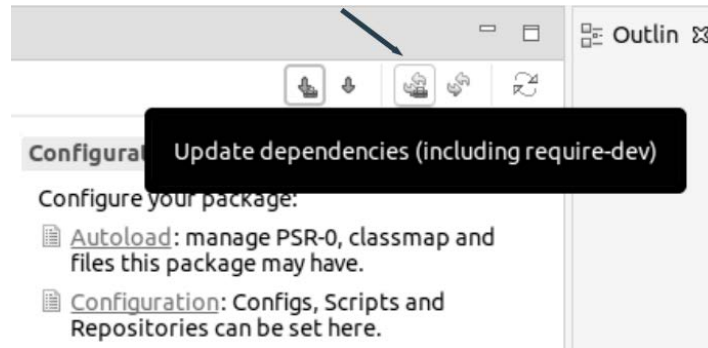 Outlin
Update dependencies (including require-dev)
Configurat
Configure your package:
Autoload: manage PSR-0, classmap and
files this package may have.
Configuration: Configs, Scripts and
Repositories can be set here.